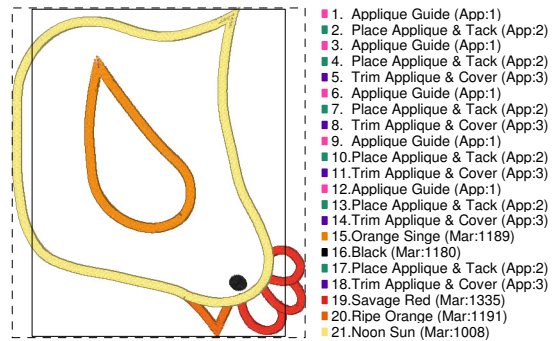 1. Applique Guide (App:1)
2. Place Applique & Tack (App:2)
3. Applique Guide (App:1)
4. Place Applique & Tack (App:2)
5. Trim Applique & Cover (App:3)
6. Applique Guide (App:1)
7. Place Applique & Tack (App:2)
8. Trim Applique & Cover (App:3)
9. Applique Guide (App:1)
10.Place Applique & Tack (App:2)
11.Trim Applique & Cover (App:3)
12.Applique Guide (App:1)
13.Place Applique & Tack (App:2)
14.Trim Applique & Cover (App:3)
15.Orange Singe (Mar:1189)
16.Black (Mar:1180)
17.Place Applique & Tack (App:2)
18.Trim Applique & Cover (App:3)
19.Savage Red (Mar:1335)
20.Ripe Orange (Mar:1191)
21.Noon Sun (Mar:1008)